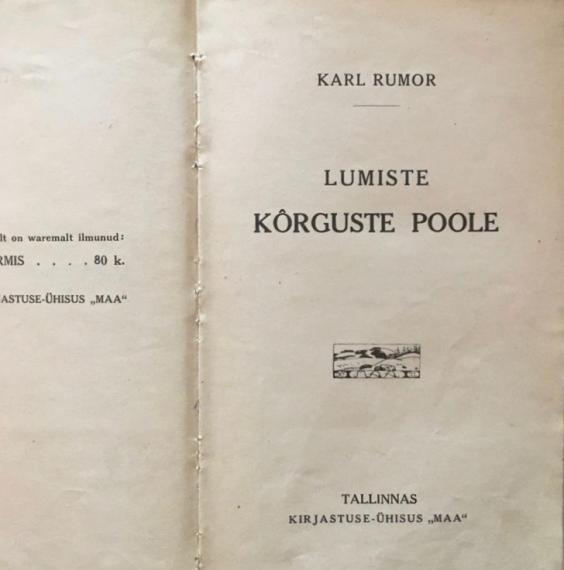 lt on waremalt ilmunud:
RMIS . . . . 80 k.
JASTUSE-ÜHISUS „MAA“
KARL RUMOR
LUMISTE
KÔRGUSTE POOLE
TALLINNAS
KIRJASTUSE-ÜHISUS „MAA“